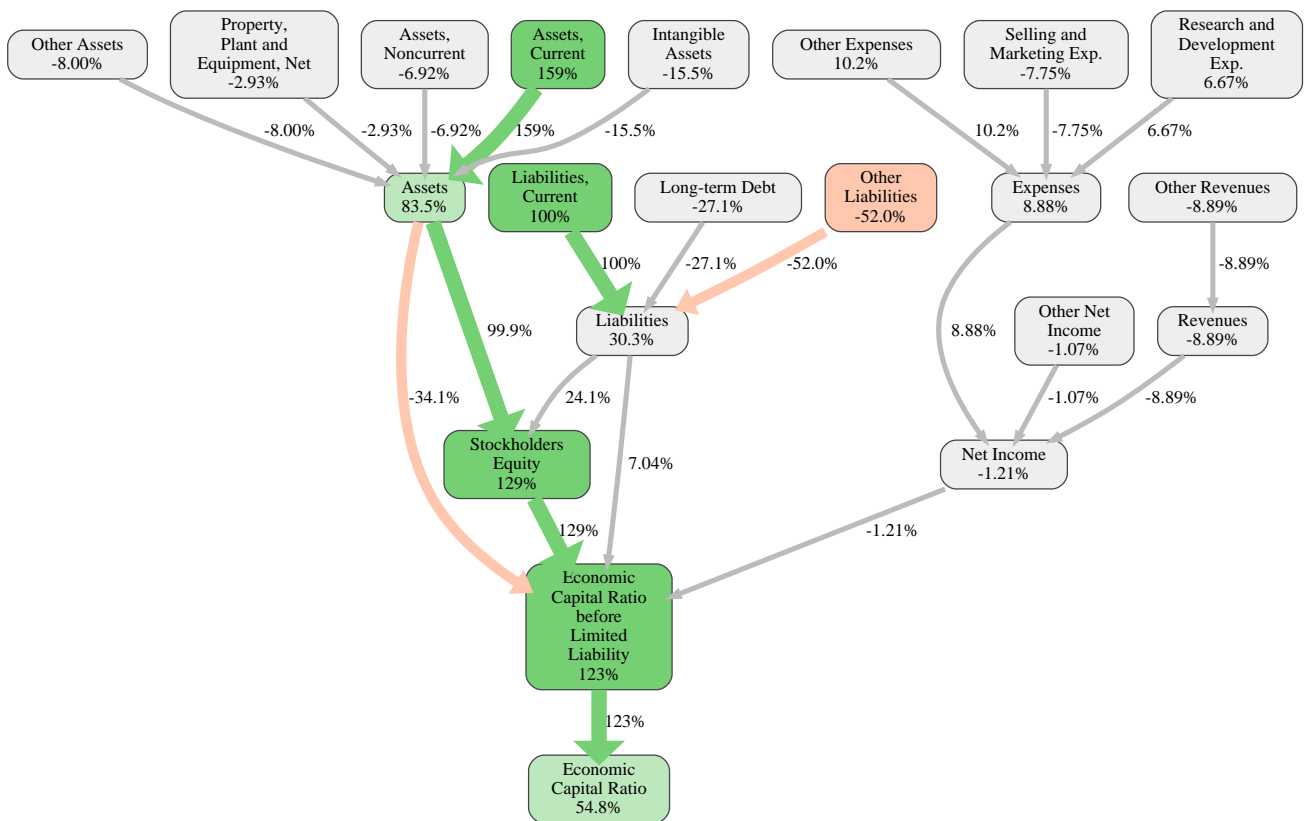 Other Assets
-8.00%
Property,
Plant and
Equipment, Net
-2.93%
Assets,
Noncurrent
-6.92%
Assets,
Current
159%
Intangible
Assets
-15.5%
Other Expenses
10.2%
Selling and
Marketing Exp.
-7.75%
Research and
Development
Exp.
6.67%
-8.00%
-2.93%
-6.92%
159%
-15.5%
10.2%
-7.75%
6.67%
Assets
83.5%
Liabilities,
Current
100%
Long-term Debt
-27.1%
Other
Liabilities
-52.0%
Expenses
8.88%
Other Revenues
-8.89%
100%
-27.1%
-52.0%
-8.89%
99.9%
Liabilities
30.3%
8.88%
Other Net
Income
-1.07%
Revenues
-8.89%
-34.1%
24.1%
-1.07%
-8.89%
Stockholders
Equity
129%
7.04%
Net Income
-1.21%
129%
-1.21%
Economic
Capital Ratio
before
Limited
Liability
123%
123%
Economic
Capital Ratio
54.8%